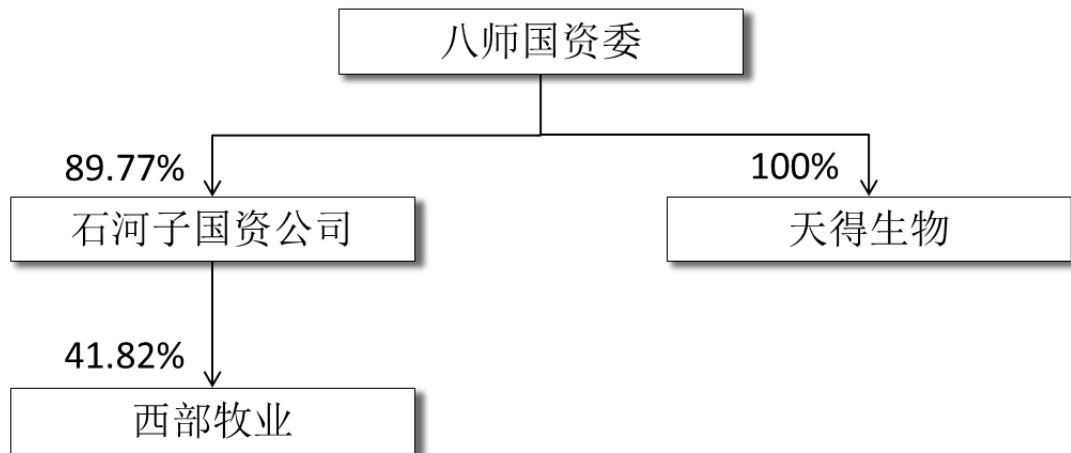 八师国资委
89.77%
100%
石河子国资公司
天得生物
41.82%
西部牧业